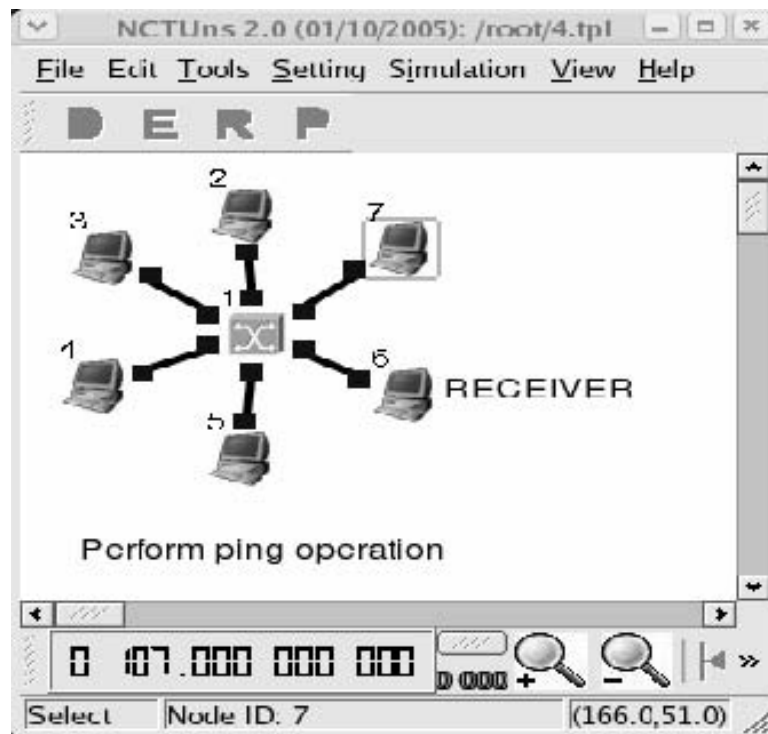 NCTUns 2.0 (01/10/2005): /root/4.tpl
File Edit Tools Setting Simulation View Help
D E R P
2
3
7
1
4
6
RECEIVER
5
Perform ping operation
0 107.000 000 000
Select Node ID: 7 (166.0,51.0)